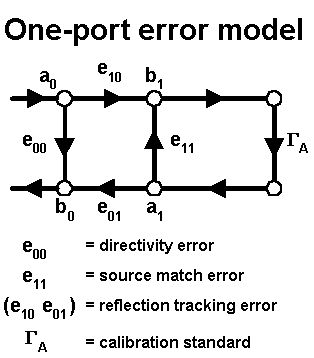 One-port error model
a0 e10 b1
e00 e11 ΓA
b0 e01 a1
e00 = directivity error
e11 = source match error
(e10 e01) = reflection tracking error
ΓA = calibration standard